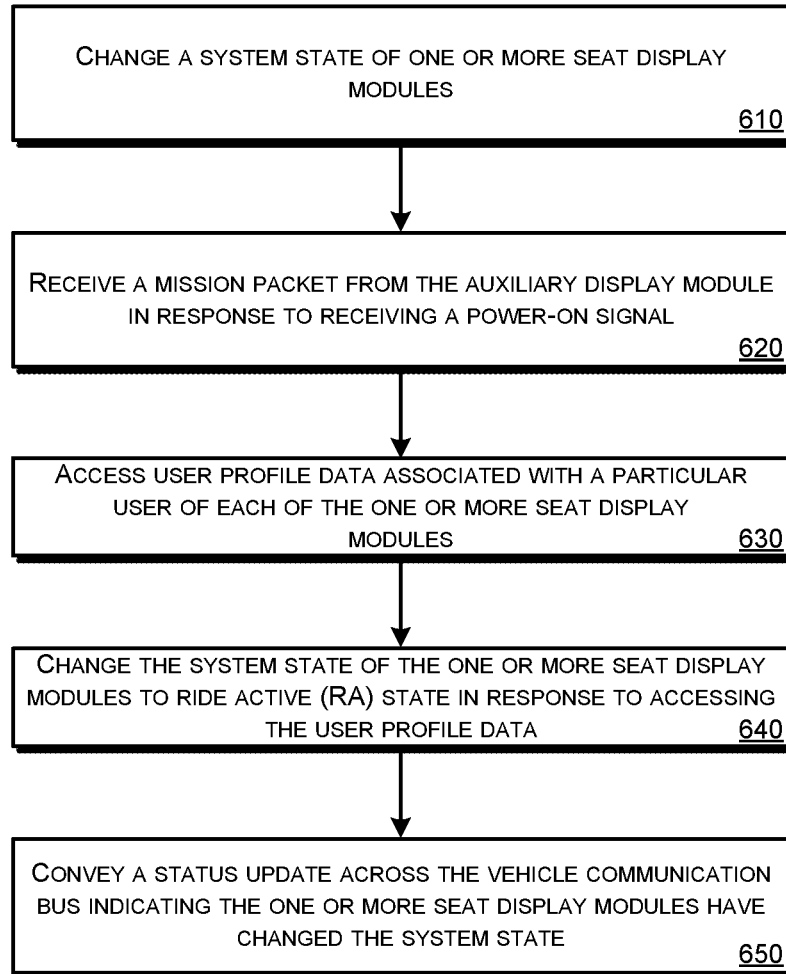 CHANGE A SYSTEM STATE OF ONE OR MORE SEAT DISPLAY
MODULES
610
RECEIVE A MISSION PACKET FROM THE AUXILIARY DISPLAY MODULE
IN RESPONSE TO RECEIVING A POWER-ON SIGNAL
620
ACCESS USER PROFILE DATA ASSOCIATED WITH A PARTICULAR
USER OF EACH OF THE ONE OR MORE SEAT DISPLAY
MODULES
630
CHANGE THE SYSTEM STATE OF THE ONE OR MORE SEAT DISPLAY
MODULES TO RIDE ACTIVE (RA) STATE IN RESPONSE TO ACCESSING
THE USER PROFILE DATA
640
CONVEY A STATUS UPDATE ACROSS THE VEHICLE COMMUNICATION
BUS INDICATING THE ONE OR MORE SEAT DISPLAY MODULES HAVE
CHANGED THE SYSTEM STATE
650